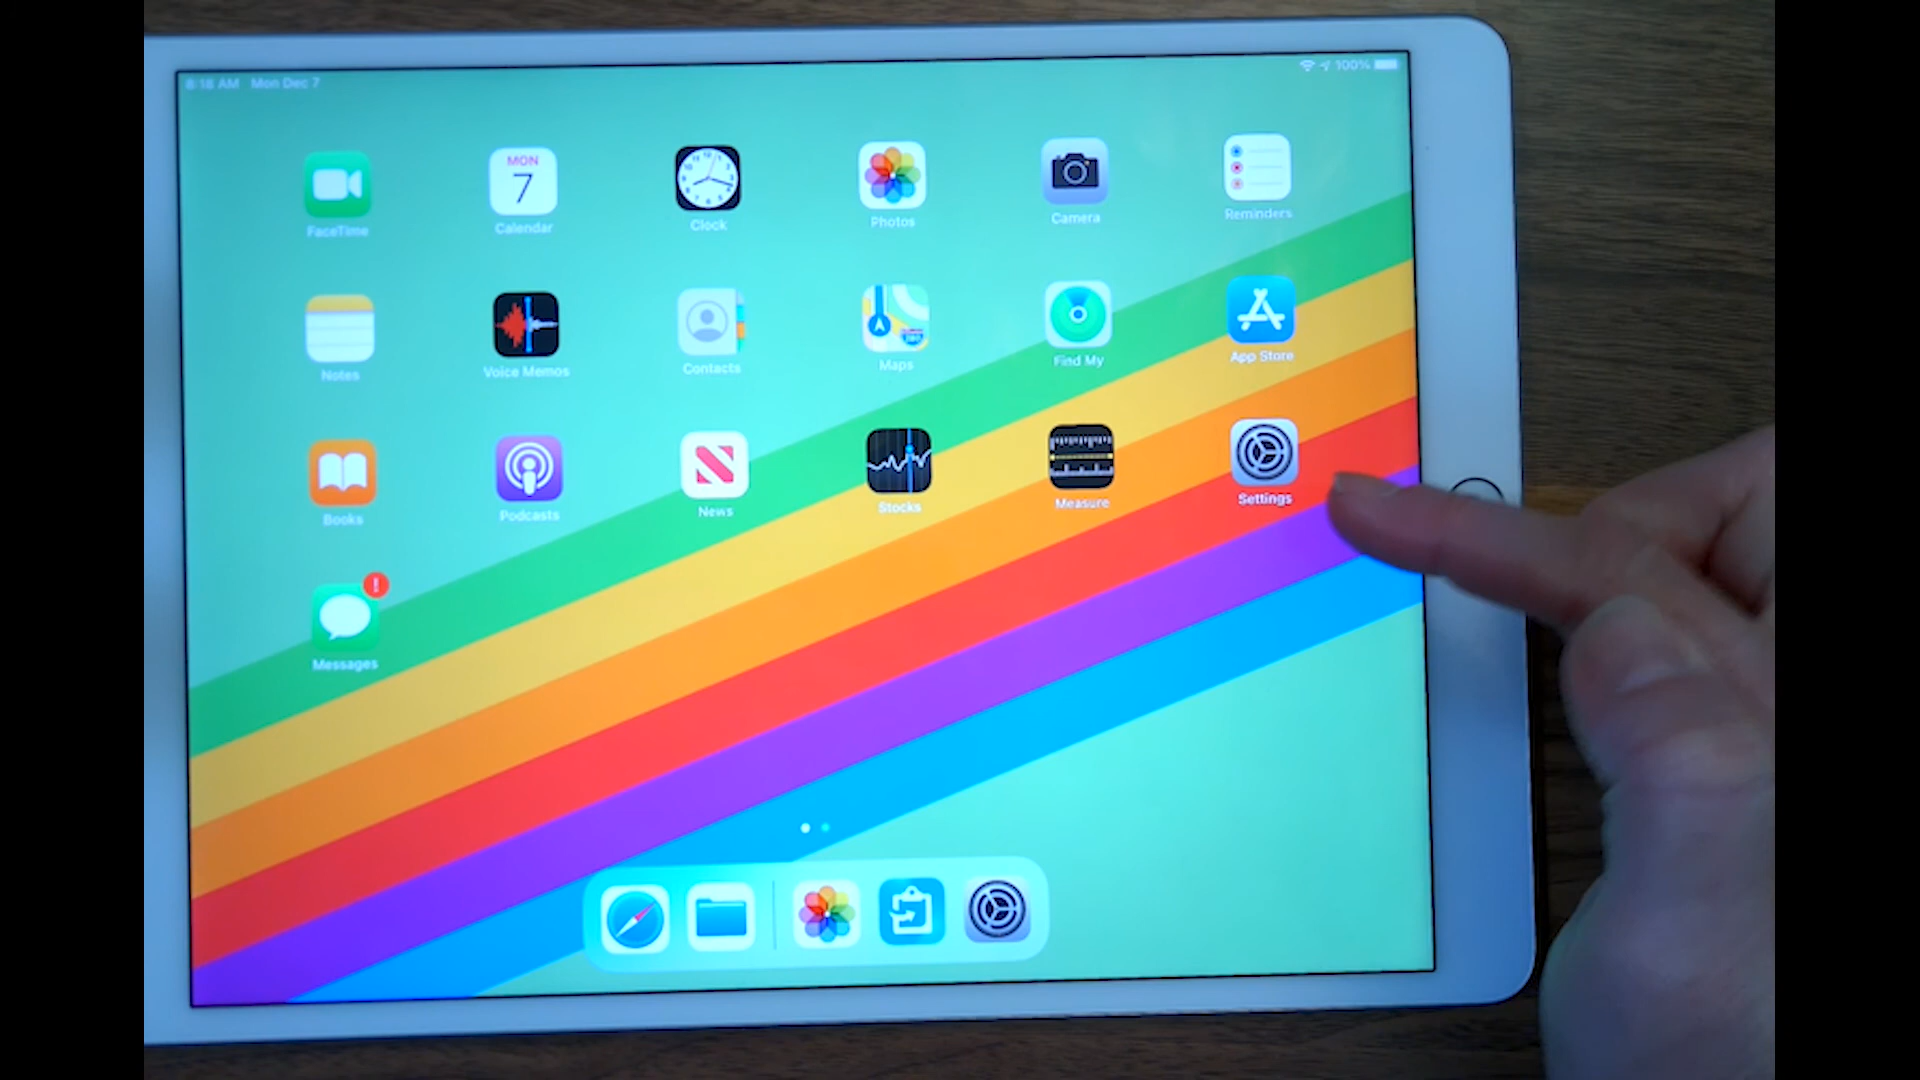 8:18 AM Mon Dec 7
100%
MON
7
FaceTime
Calendar
Clock
Photos
Camera
Reminders
Notes
Voice Memos
Contacts
Maps
Find My
App Store
Books
Podcasts
News
Stocks
Measure
Settings
!
Messages